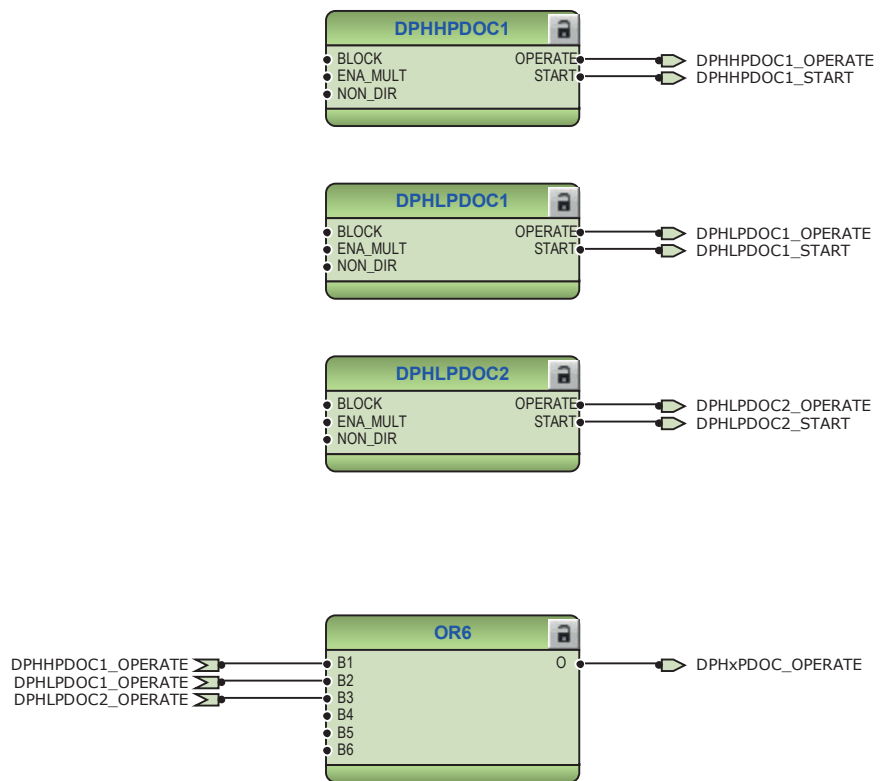 DPHHPDOC1
BLOCK OPERATE DPHHPDOC1_OPERATE
ENA_MULT START DPHHPDOC1_START
NON_DIR
DPHLPDOC1
BLOCK OPERATE DPHLPDOC1_OPERATE
ENA_MULT START DPHLPDOC1_START
NON_DIR
DPHLPDOC2
BLOCK OPERATE DPHLPDOC2_OPERATE
ENA_MULT START DPHLPDOC2_START
NON_DIR
OR6
DPHHPDOC1_OPERATE B1 O DPHxPDOC_OPERATE
DPHLPDOC1_OPERATE B2
DPHLPDOC2_OPERATE B3
B4
B5
B6